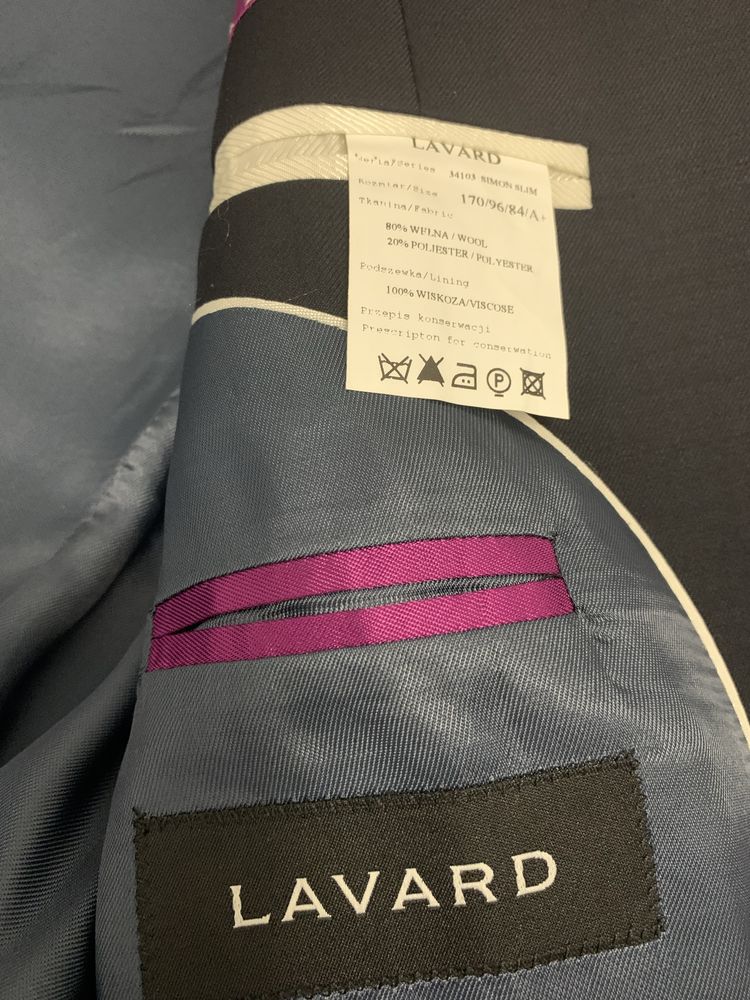 LAVARD
Seria/Series 34103 SIMON SLIM
Rozmiar/Size 170/96/84/A+
Tkanina/Fabric
80% WEŁNA / WOOL
20% POLIESTER / POLYESTER
Podszewka/Lining
100% WISKOZA/VISCOSE
Przepis konserwacji
Prescripton for conserwation
P
LAVARD